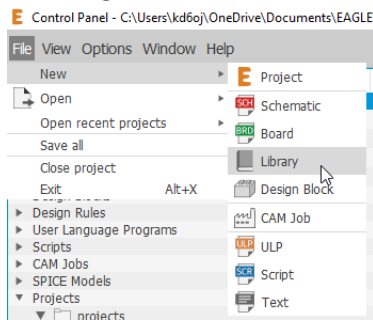 Control Panel - C:\Users\kd6oj\OneDrive\Documents\EAGLE
File View Options Window Help
New
Project
Open
SCH Schematic
Open recent projects
BRD Board
Save all
Library
Close project
Exit Alt+X
Design Block
Design Rules
CAM Job
User Language Programs
Scripts
ULP ULP
CAM Jobs
SCR Script
SPICE Models
Projects
Text
projects